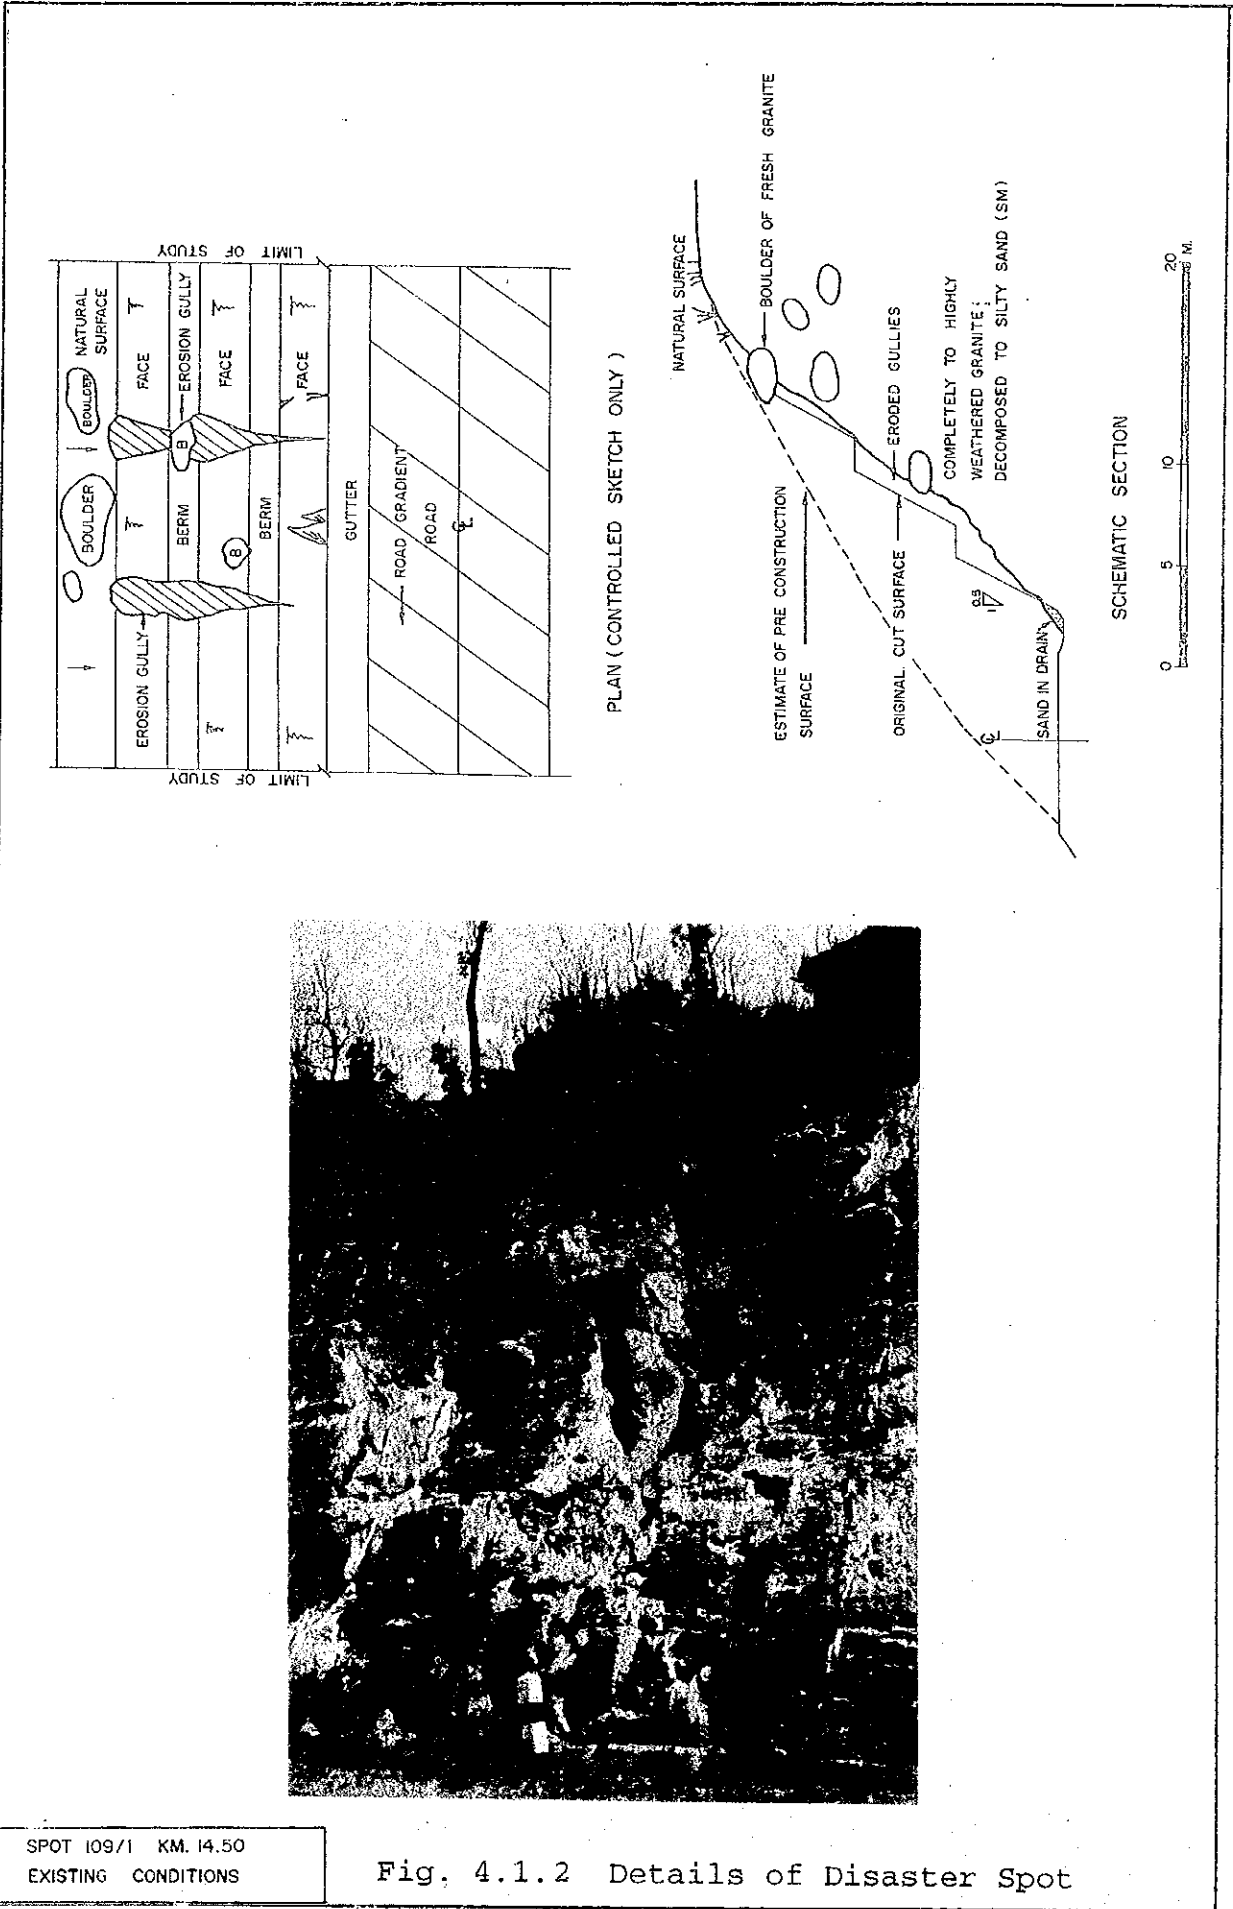 LIMIT OF STUDY
LIMIT OF STUDY
BOULDER
NATURAL
SURFACE
BOULDER
EROSION GULLY
FACE
BERM
B
EROSION GULLY
FACE
B
FACE
BERM
FACE
GUTTER
ROAD GRADIENT
ROAD
℄
PLAN (CONTROLLED SKETCH ONLY)
NATURAL SURFACE
BOULDER OF FRESH GRANITE
ESTIMATE OF PRE CONSTRUCTION
SURFACE
ORIGINAL CUT SURFACE
ERODED GULLIES
COMPLETELY TO HIGHLY
WEATHERED GRANITE;
DECOMPOSED TO SILTY SAND (SM)
0.5
1
℄
SAND IN DRAIN
SCHEMATIC SECTION
0 5 10 20 M.
SPOT 109/1 KM. 14.50
EXISTING CONDITIONS
Fig. 4.1.2 Details of Disaster Spot